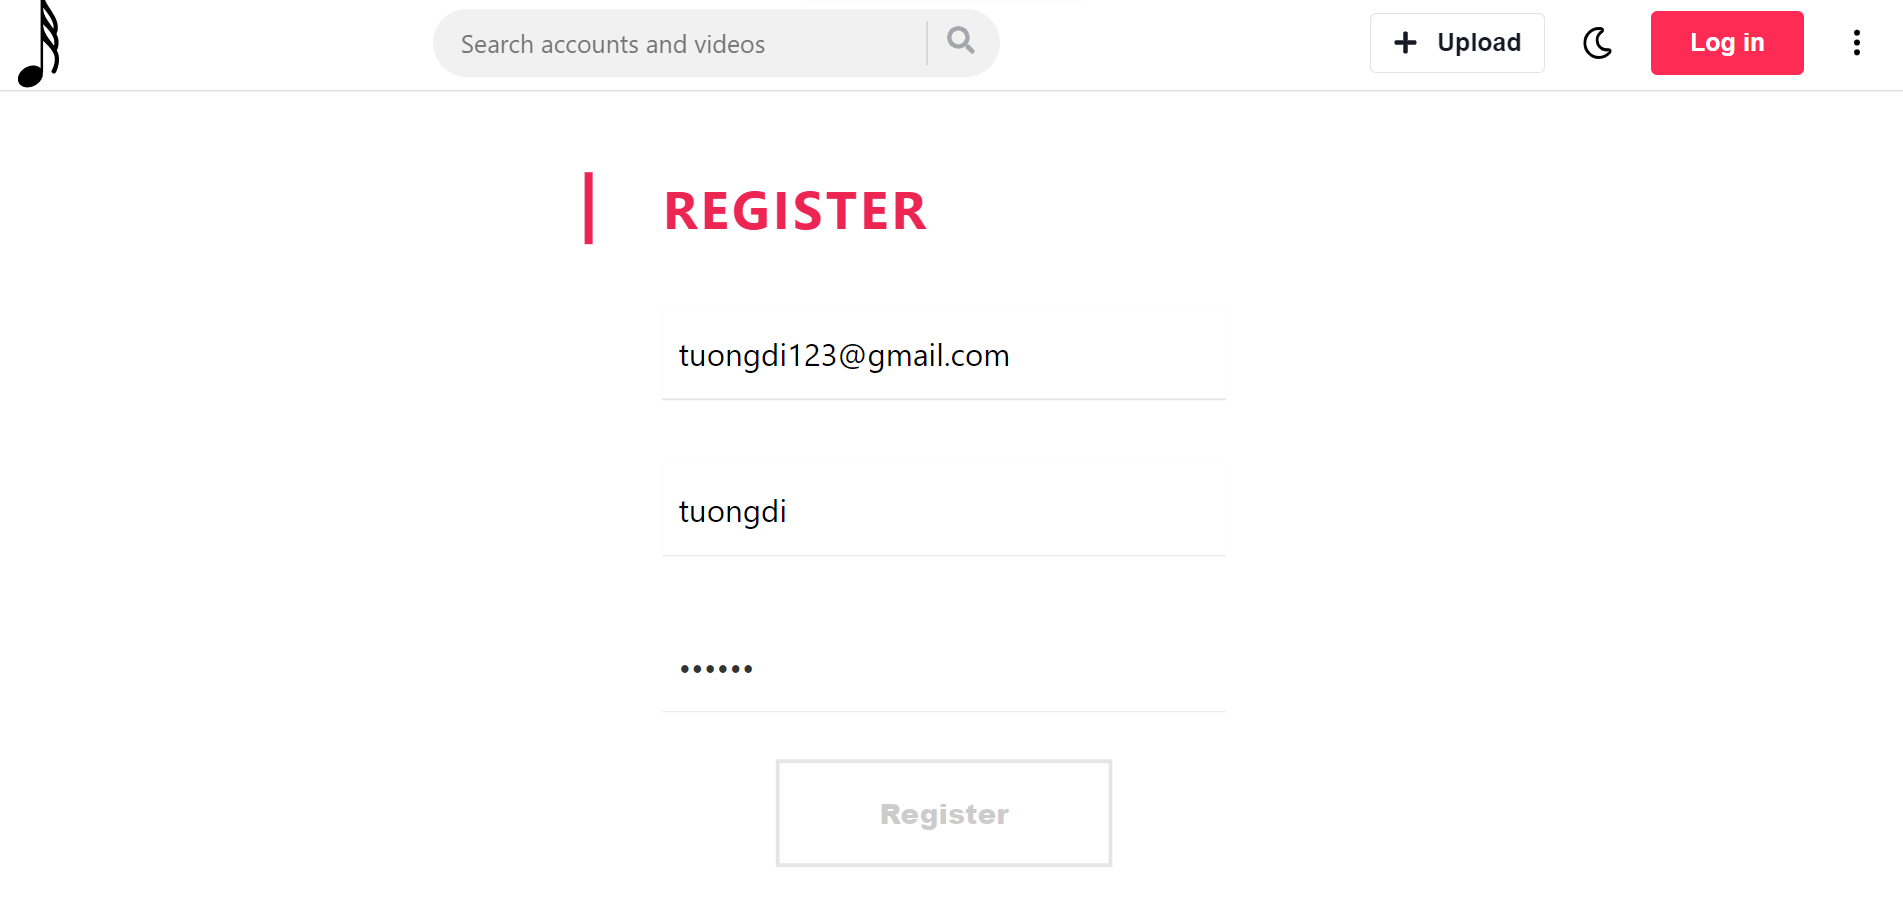 Search accounts and videos
Upload
Log in
REGISTER
tuongdi123@gmail.com
tuongdi
••••••
Register